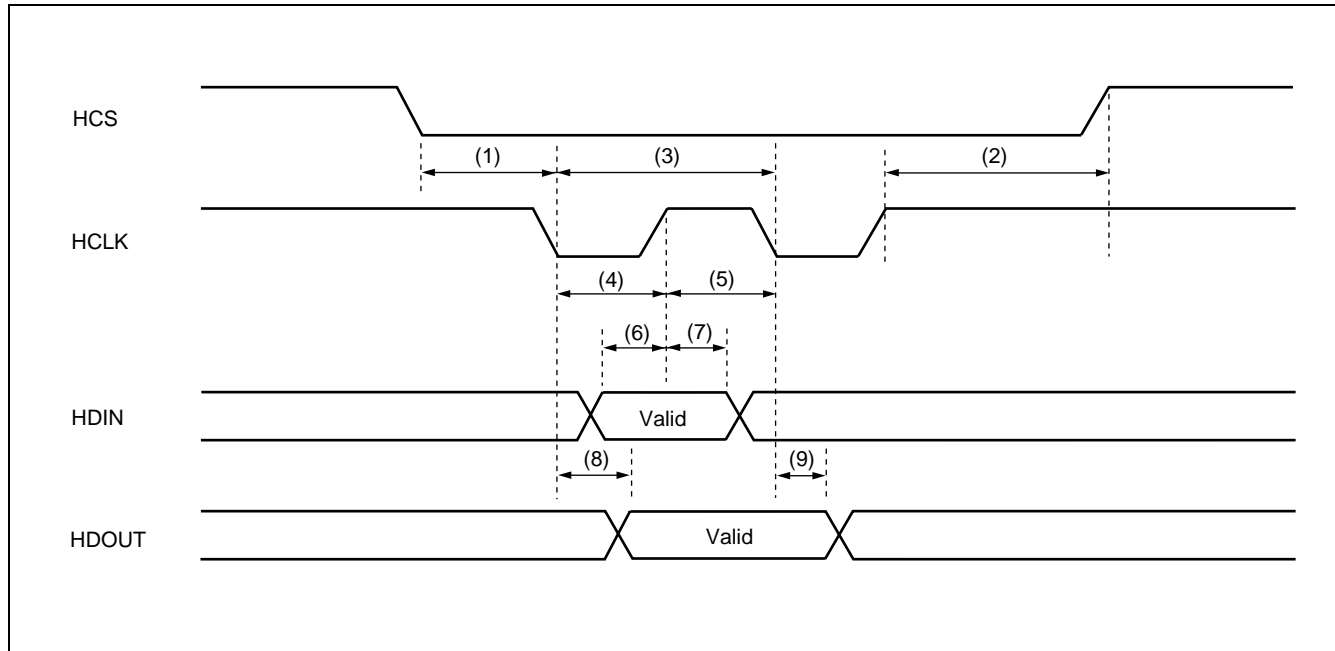 HCS
(1)
(3)
(2)
HCLK
(4)
(5)
(6)
(7)
HDIN
Valid
(8)
(9)
HDOUT
Valid